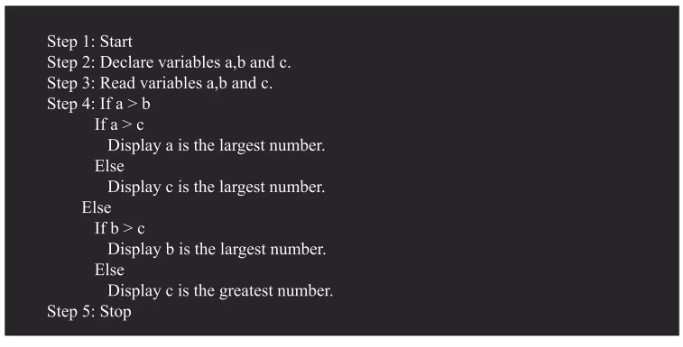 Step 1: Start
Step 2: Declare variables a,b and c.
Step 3: Read variables a,b and c.
Step 4: If a > b
If a > c
Display a is the largest number.
Else
Display c is the largest number.
Else
If b > c
Display b is the largest number.
Else
Display c is the greatest number.
Step 5: Stop